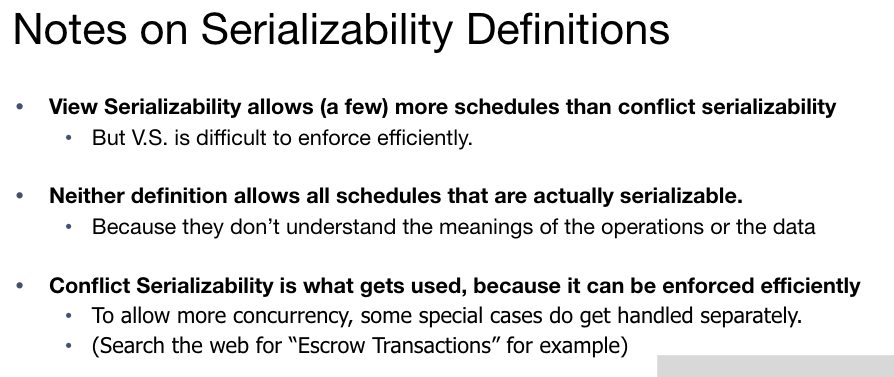 Notes on Serializability Definitions
• View Serializability allows (a few) more schedules than conflict serializability
• But V.S. is difficult to enforce efficiently.
• Neither definition allows all schedules that are actually serializable.
• Because they don’t understand the meanings of the operations or the data
• Conflict Serializability is what gets used, because it can be enforced efficiently
• To allow more concurrency, some special cases do get handled separately.
• (Search the web for “Escrow Transactions” for example)